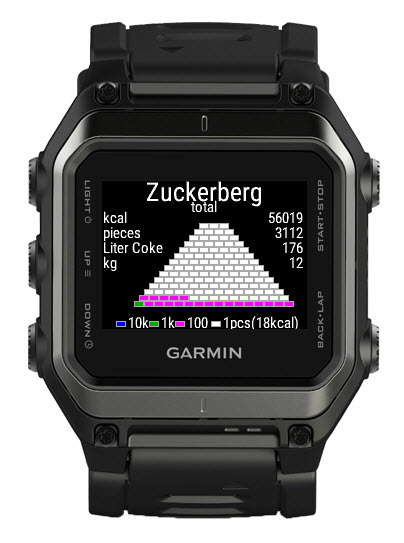 Zuckerberg
total
kcal 56019
pieces 3112
Liter Coke 176
kg 12
10k 1k 100 1pcs(18kcal)
GARMIN
LIGHT
UP
DOWN
START·STOP
BACK·LAP